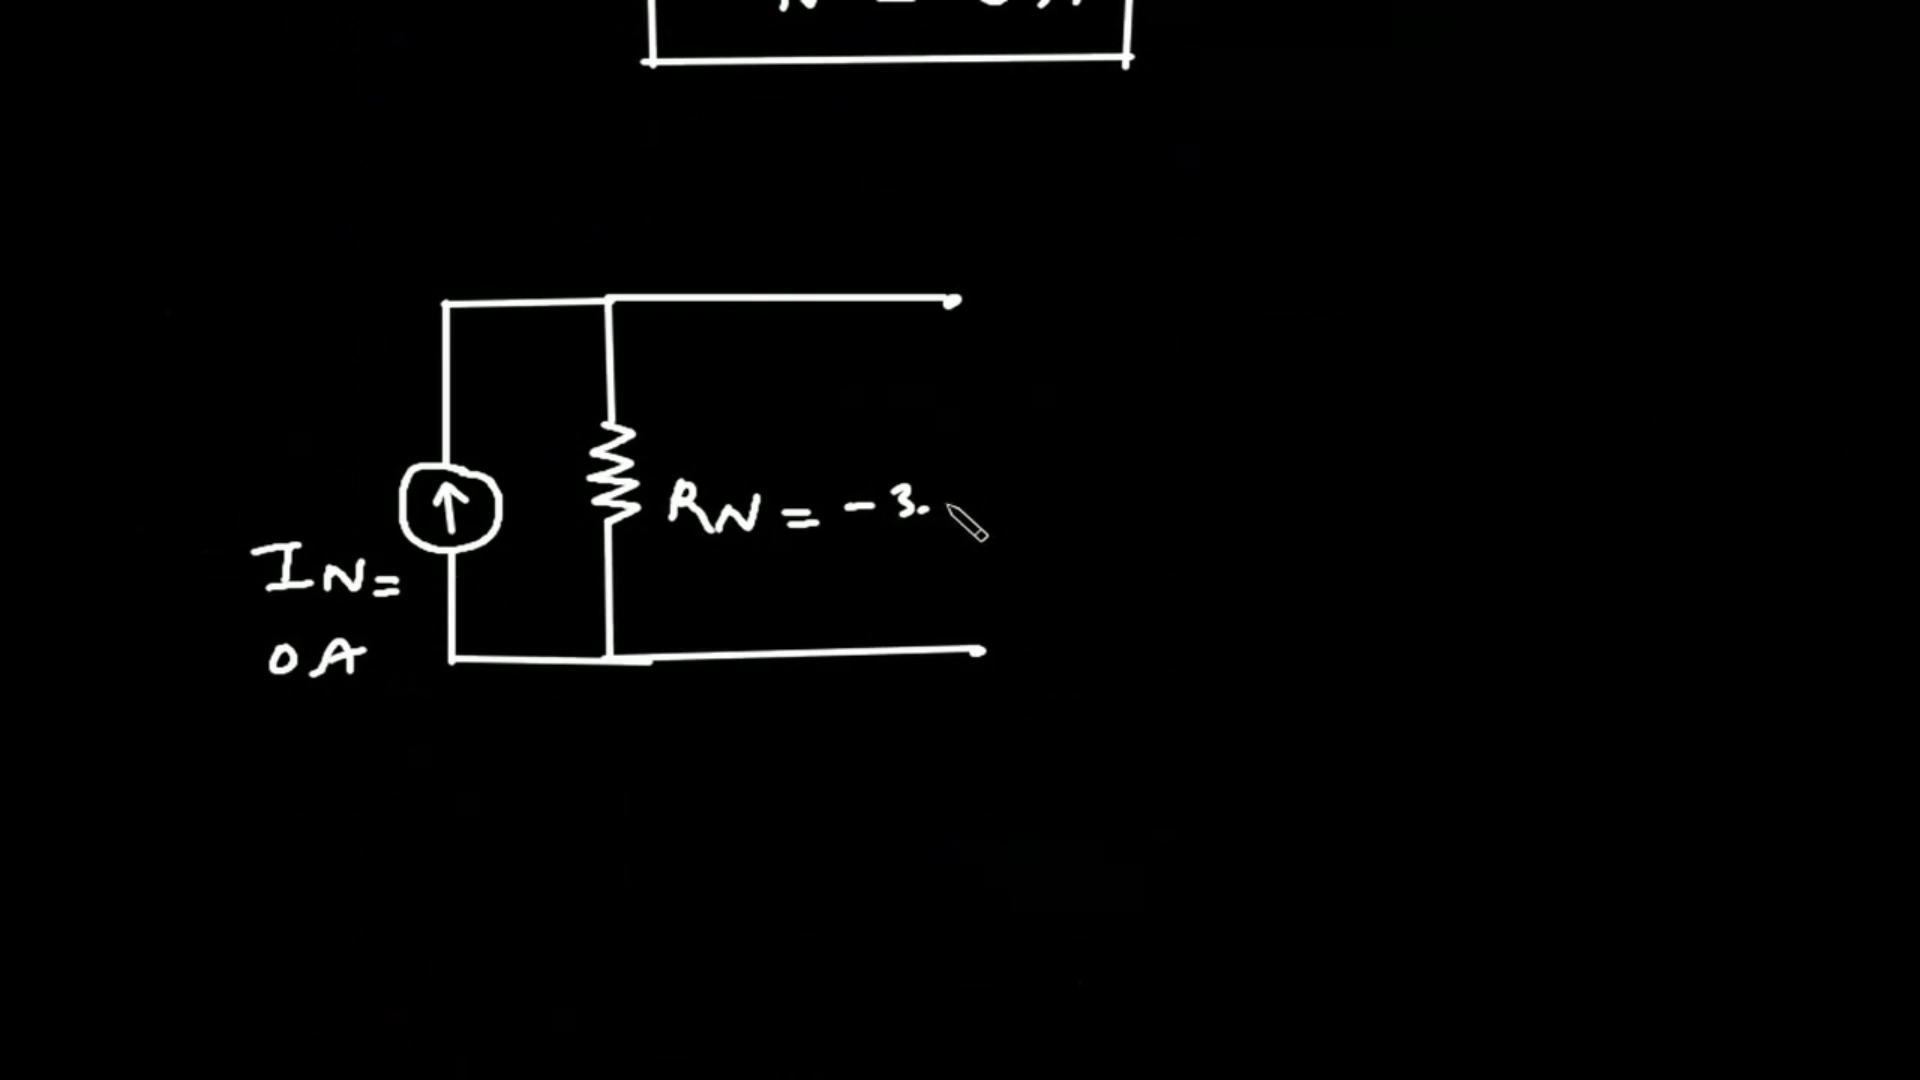 RN = -3.
IN =
0A